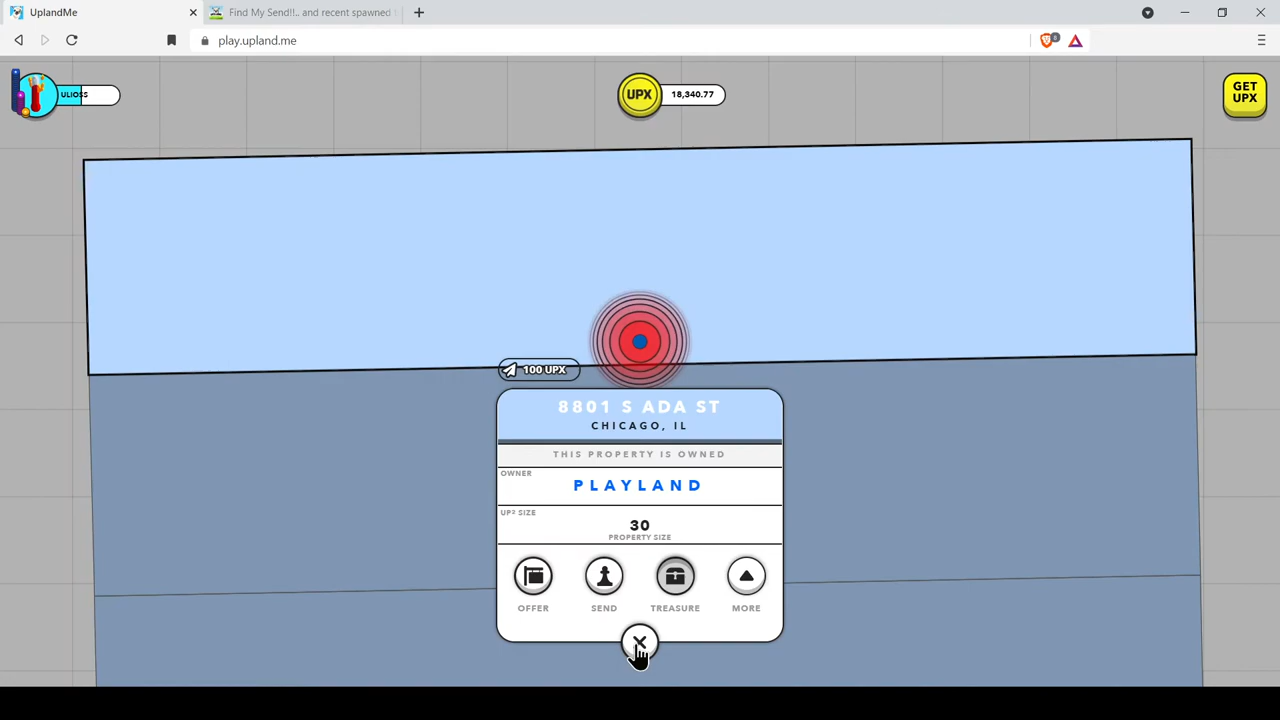 UplandMe
Find My Send!!.. and recent spawned t
play.upland.me
8
ULIOSS
UPX
18,340.77
GET
UPX
100 UPX
8801 S ADA ST
CHICAGO, IL
THIS PROPERTY IS OWNED
OWNER
PLAYLAND
UP² SIZE
30
PROPERTY SIZE
OFFER
SEND
TREASURE
MORE